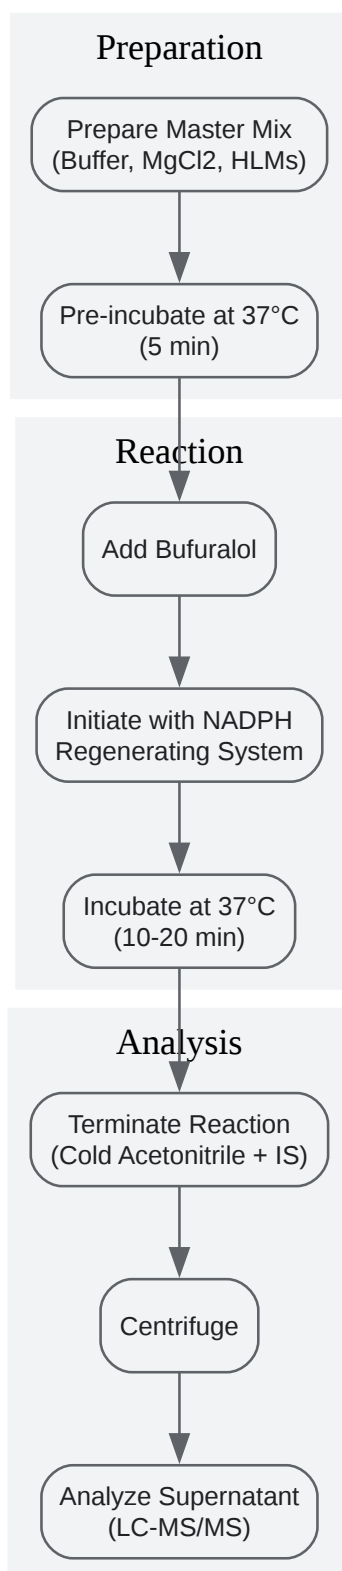 Preparation
Prepare Master Mix
(Buffer, MgCl2, HLMs)
Pre-incubate at 37°C
(5 min)
Reaction
Add Bufuralol
Initiate with NADPH
Regenerating System
Incubate at 37°C
(10-20 min)
Analysis
Terminate Reaction
(Cold Acetonitrile + IS)
Centrifuge
Analyze Supernatant
(LC-MS/MS)